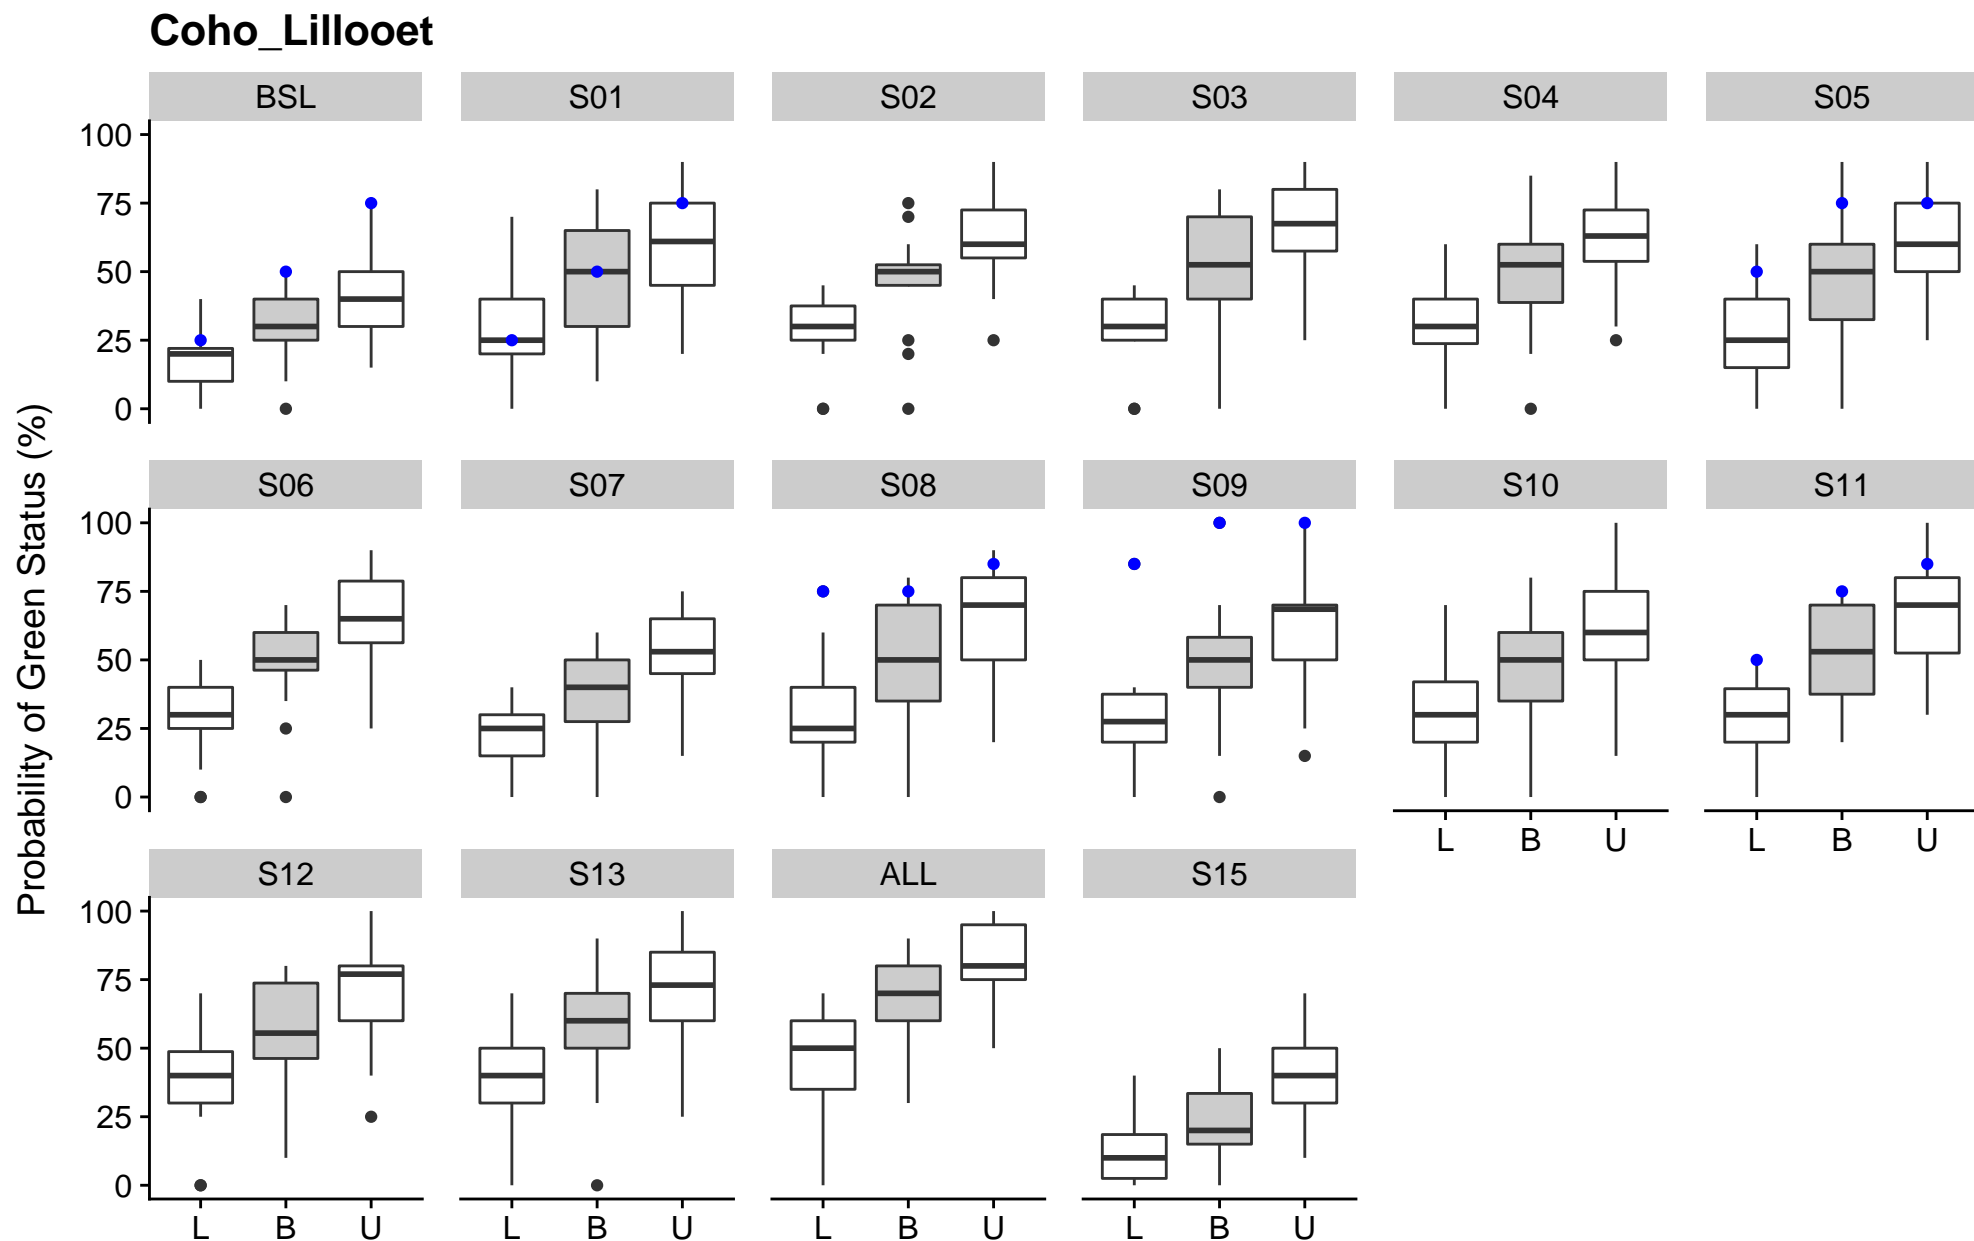 Coho_Lillooet
BSL S01 S02 S03 S04 S05
100
75
50
25
0
S06 S07 S08 S09 S10 S11
100
75
50
25
0
L B U L B U
S12 S13 ALL S15
100
75
50
25
0
L B U L B U L B U L B U
Probability of Green Status (%)